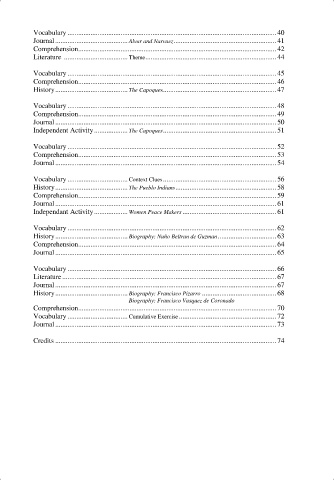 Vocabulary ........ 40
Journal ........ Alvar and Narvaez ........ 41
Comprehension ........ 42
Literature ........ Theme ........ 44
Vocabulary ........ 45
Comprehension ........ 46
History ........ The Capoques ........ 47
Vocabulary ........ 48
Comprehension ........ 49
Journal ........ 50
Independent Activity ........ The Capoques ........ 51
Vocabulary ........ 52
Comprehension ........ 53
Journal ........ 54
Vocabulary ........ Context Clues ........ 56
History ........ The Pueblo Indians ........ 58
Comprehension ........ 59
Journal ........ 61
Independant Activity ........ Women Peace Makers ........ 61
Vocabulary ........ 62
History ........ Biography: Nuño Beltran de Guzman ........ 63
Comprehension ........ 64
Journal ........ 65
Vocabulary ........ 66
Literature ........ 67
Journal ........ 67
History ........ Biography: Francisco Pizarro ........ 68
Biography: Francisco Vasquez de Coronado
Comprehension ........ 70
Vocabulary ........ Cumulative Exercise ........ 72
Journal ........ 73
Credits ........ 74